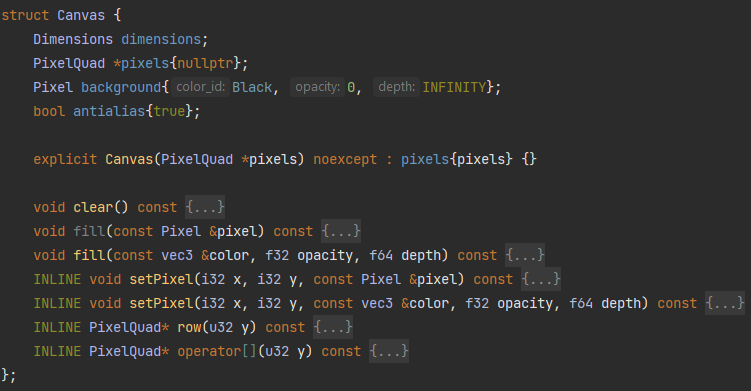 struct Canvas {
Dimensions dimensions;
PixelQuad *pixels{nullptr};
Pixel background{ color_id: Black, opacity: 0, depth: INFINITY};
bool antialias{true};
explicit Canvas(PixelQuad *pixels) noexcept : pixels{pixels} {}
void clear() const {...}
void fill(const Pixel &pixel) const {...}
void fill(const vec3 &color, f32 opacity, f64 depth) const {...}
INLINE void setPixel(i32 x, i32 y, const Pixel &pixel) const {...}
INLINE void setPixel(i32 x, i32 y, const vec3 &color, f32 opacity, f64 depth) const {...}
INLINE PixelQuad* row(u32 y) const {...}
INLINE PixelQuad* operator[](u32 y) const {...}
};